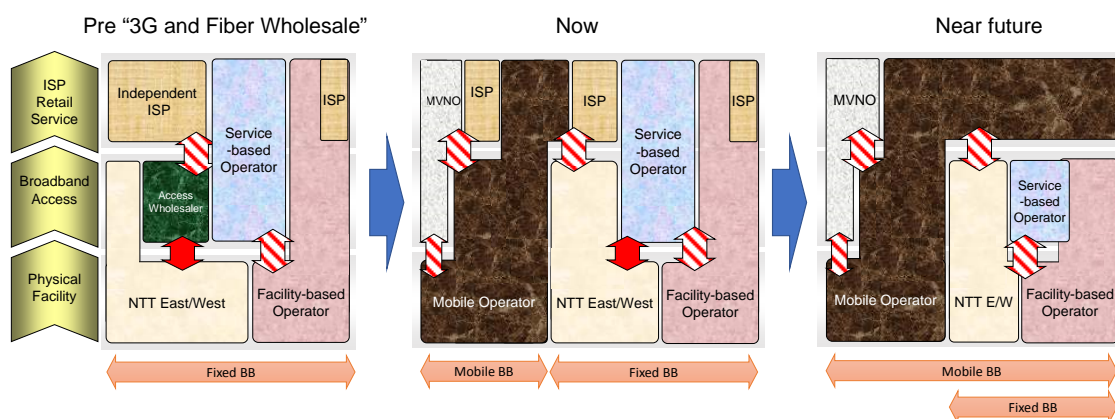 Pre “3G and Fiber Wholesale”
Now
Near future
ISP
Retail
Service
Broadband
Access
Physical
Facility
Independent
ISP
Service
-based
Operator
ISP
Access
Wholesaler
NTT East/West
Facility-based
Operator
Fixed BB
MVNO
ISP
ISP
Service
-based
Operator
ISP
Mobile Operator
NTT East/West
Facility-based
Operator
Mobile BB
Fixed BB
MVNO
Service
-based
Operator
Mobile Operator
NTT E/W
Facility-based
Operator
Mobile BB
Fixed BB